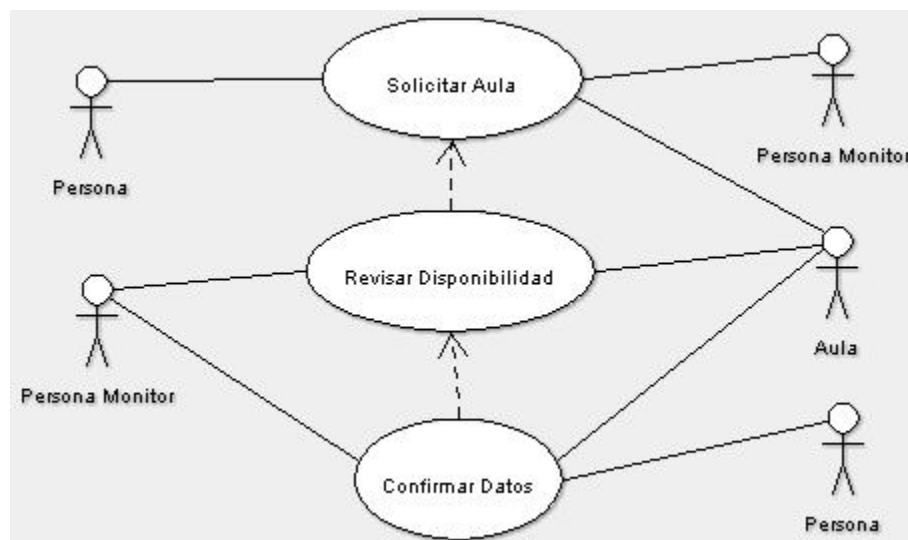 Solicitar Aula
Persona Monitor
Persona
Revisar Disponibilidad
Aula
Persona Monitor
Confirmar Datos
Persona